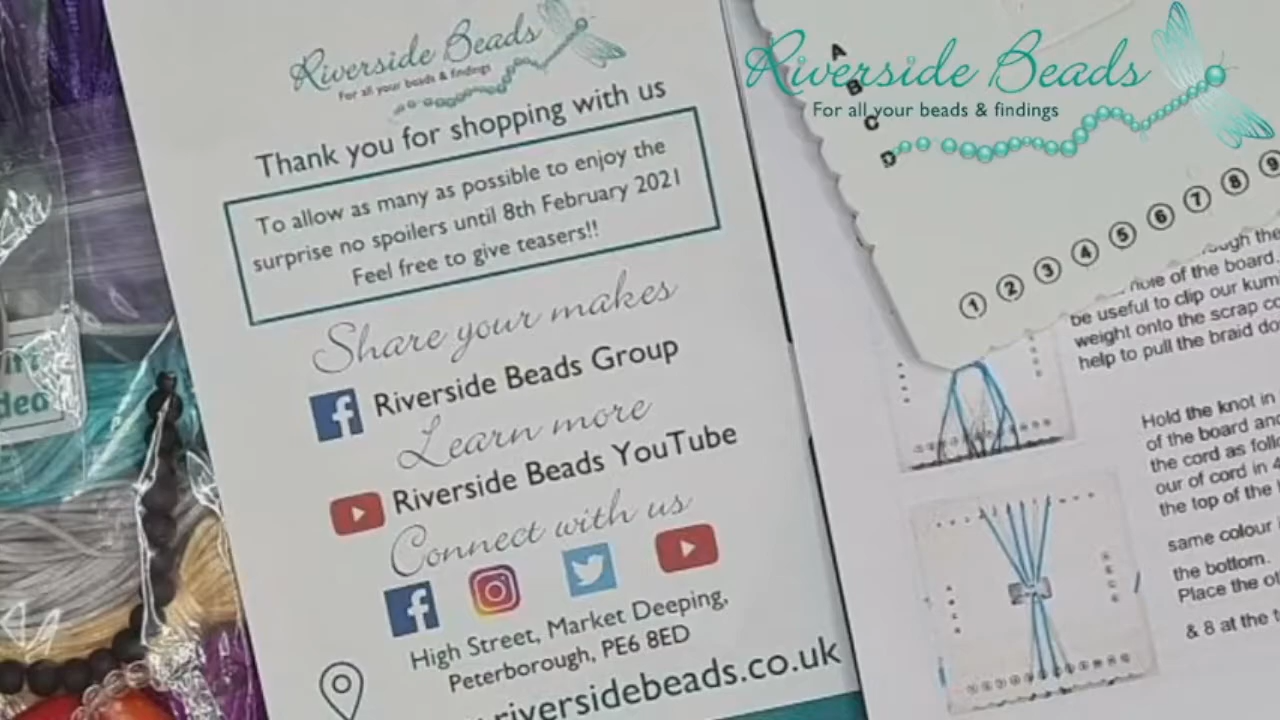 Riverside Beads
For all your beads & findings
Thank you for shopping with us
To allow as many as possible to enjoy the
surprise no spoilers until 8th February 2021
Feel free to give teasers!!
Share your makes
Riverside Beads Group
Learn more
Riverside Beads YouTube
Connect with us
High Street, Market Deeping,
Peterborough, PE6 8ED
riversidebeads.co.uk
Riverside Beads
For all your beads & findings
A
B
C
D
1 2 3 4 5 6 7 8 9
the
hole of the board.
be useful to clip our
weight onto the scrap
help to pull the braid
Hold the knot in
of the board and
the cord as
our of cord in 4
the top of the
same colour
the bottom.
Place the
& 8 at the